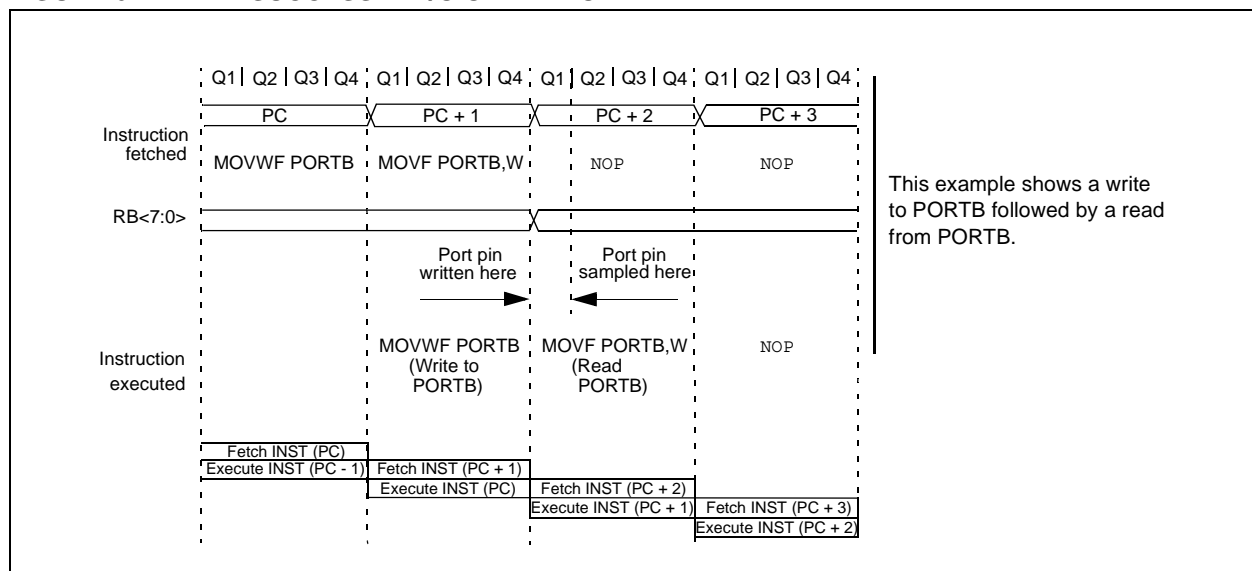 Q1 Q2 Q3 Q4 Q1 Q2 Q3 Q4 Q1 Q2 Q3 Q4 Q1 Q2 Q3 Q4
PC PC + 1 PC + 2 PC + 3
Instruction
fetched
MOVWF PORTB MOVF PORTB,W NOP NOP
RB<7:0>
This example shows a write
to PORTB followed by a read
from PORTB.
Port pin
written here
Port pin
sampled here
Instruction
executed
MOVWF PORTB
(Write to
PORTB)
MOVF PORTB,W
(Read
PORTB)
NOP
Fetch INST (PC)
Execute INST (PC - 1) Fetch INST (PC + 1)
Execute INST (PC) Fetch INST (PC + 2)
Execute INST (PC + 1) Fetch INST (PC + 3)
Execute INST (PC + 2)